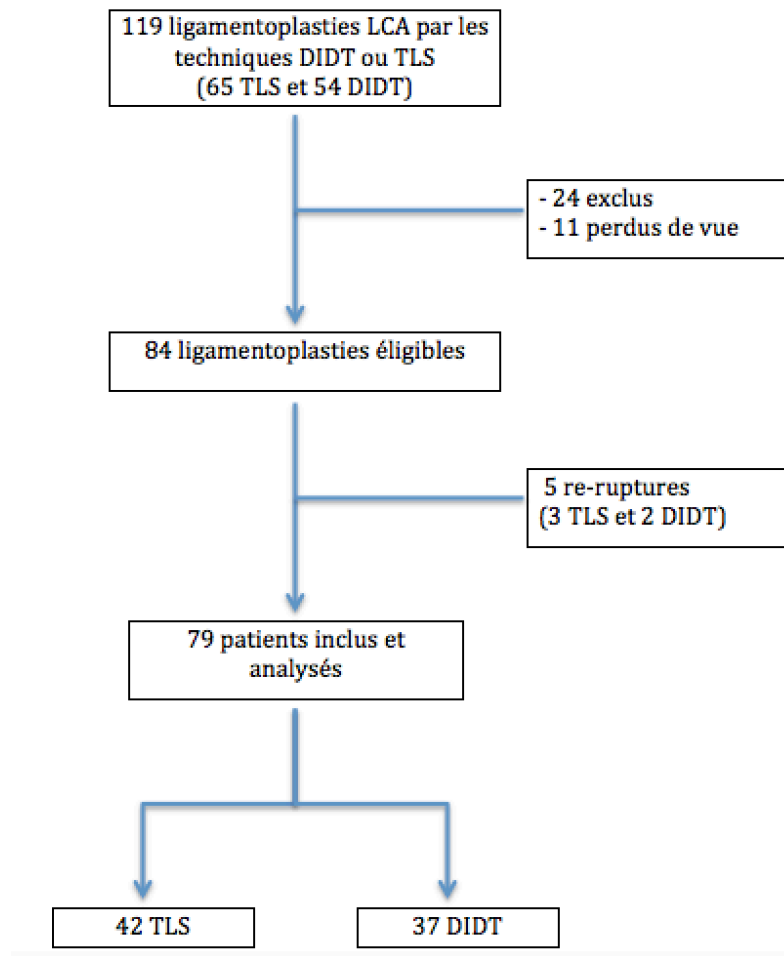 119 ligamentoplasties LCA par les
techniques DIDT ou TLS
(65 TLS et 54 DIDT)
- 24 exclus
- 11 perdus de vue
84 ligamentoplasties éligibles
5 re-ruptures
(3 TLS et 2 DIDT)
79 patients inclus et
analysés
42 TLS
37 DIDT